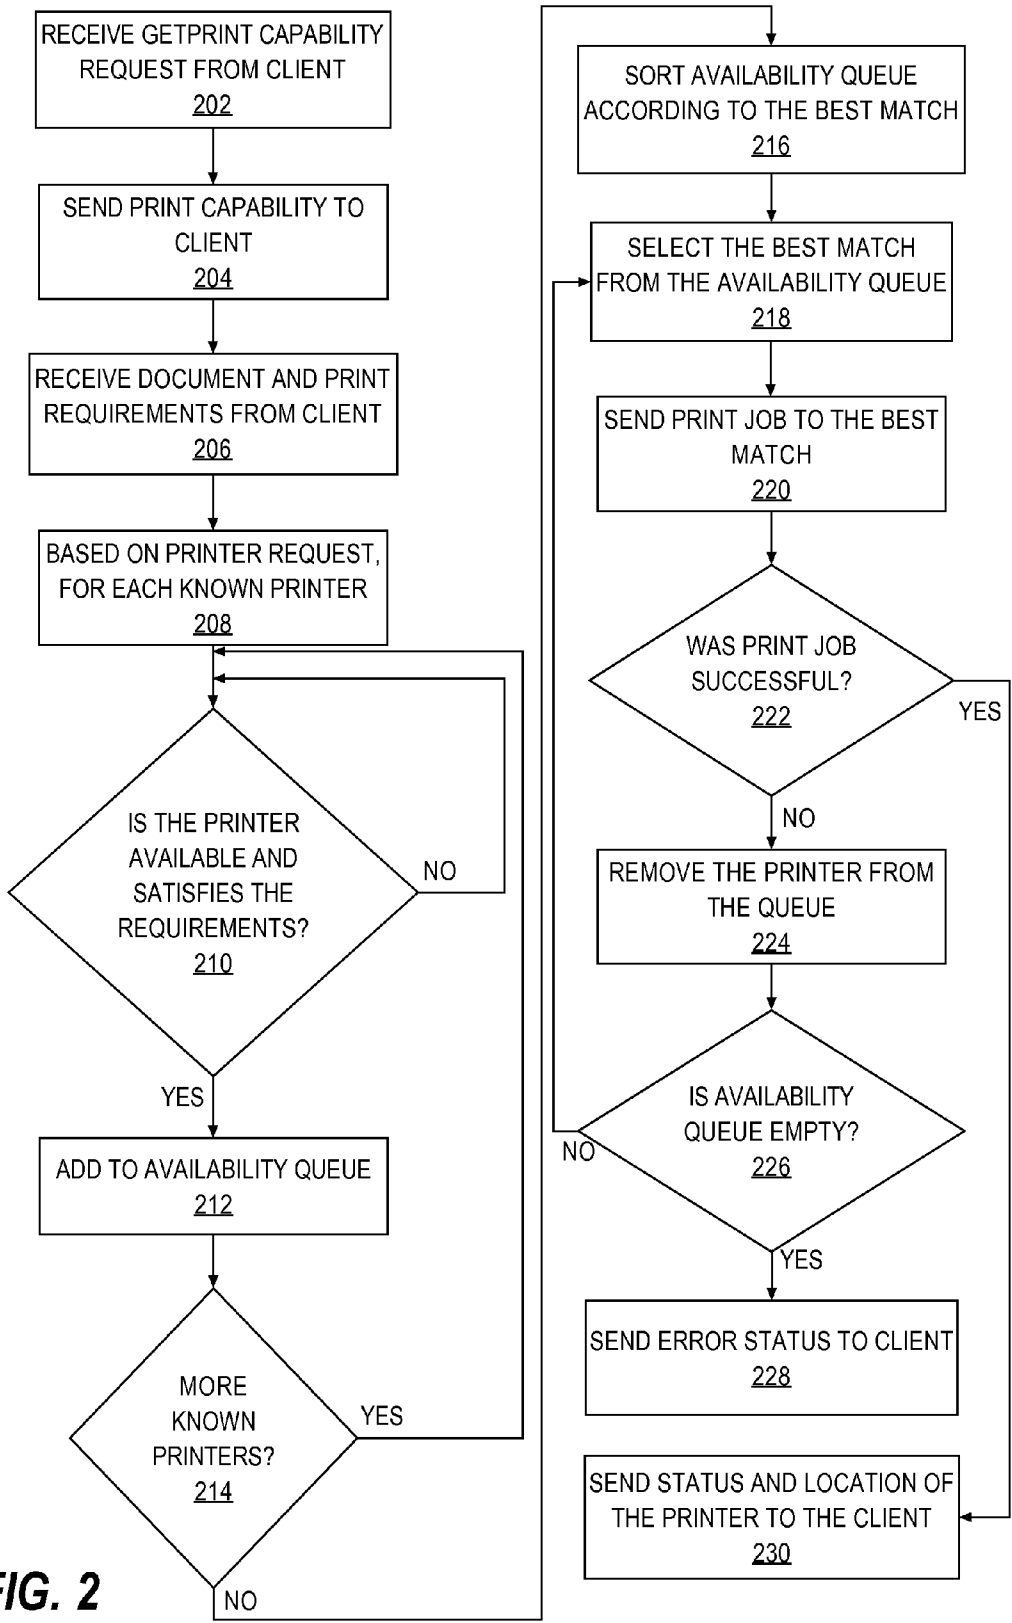 RECEIVE GETPRINT CAPABILITY
REQUEST FROM CLIENT
202
SEND PRINT CAPABILITY TO
CLIENT
204
RECEIVE DOCUMENT AND PRINT
REQUIREMENTS FROM CLIENT
206
BASED ON PRINTER REQUEST,
FOR EACH KNOWN PRINTER
208
IS THE PRINTER
AVAILABLE AND
SATISFIES THE
REQUIREMENTS?
210
NO
YES
ADD TO AVAILABILITY QUEUE
212
MORE
KNOWN
PRINTERS?
214
YES
NO
SORT AVAILABILITY QUEUE
ACCORDING TO THE BEST MATCH
216
SELECT THE BEST MATCH
FROM THE AVAILABILITY QUEUE
218
SEND PRINT JOB TO THE BEST
MATCH
220
WAS PRINT JOB
SUCCESSFUL?
222
YES
NO
REMOVE THE PRINTER FROM
THE QUEUE
224
IS AVAILABILITY
QUEUE EMPTY?
226
NO
YES
SEND ERROR STATUS TO CLIENT
228
SEND STATUS AND LOCATION OF
THE PRINTER TO THE CLIENT
230
FIG. 2